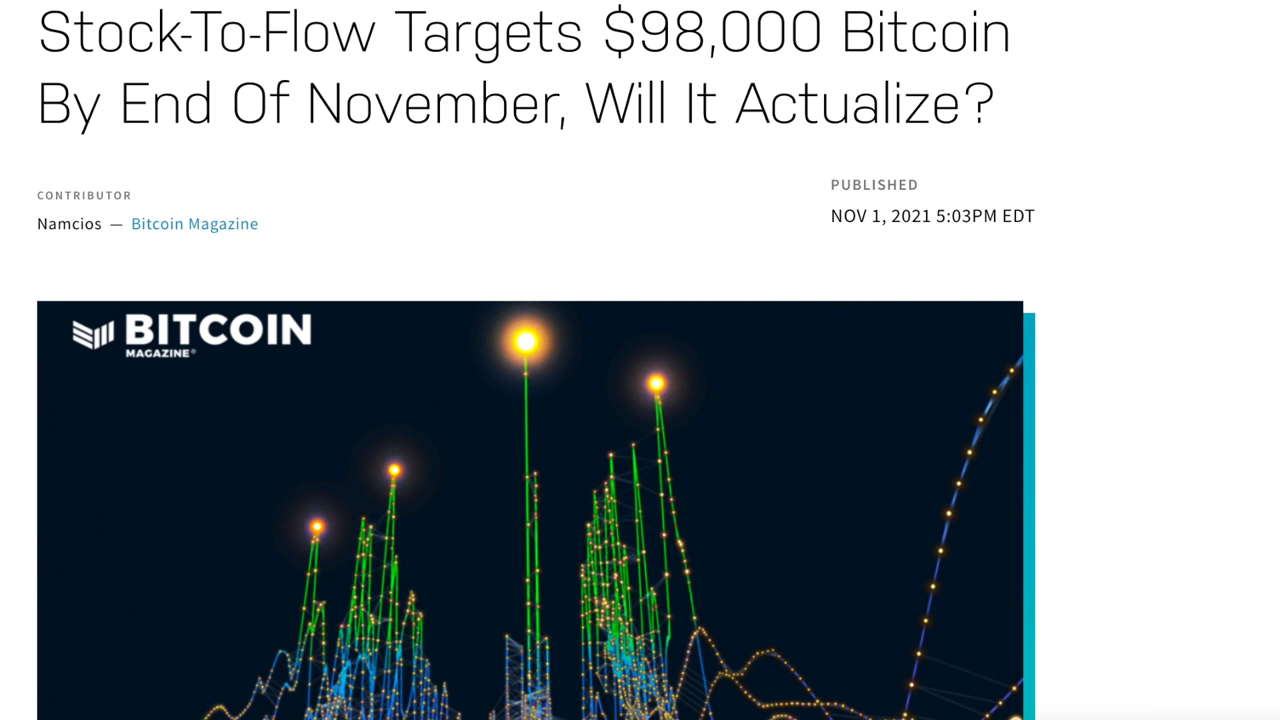 Stock-To-Flow Targets $98,000 Bitcoin
By End Of November, Will It Actualize?
CONTRIBUTOR
Namcios — Bitcoin Magazine
PUBLISHED
NOV 1, 2021 5:03PM EDT
BITCOIN
MAGAZINE®